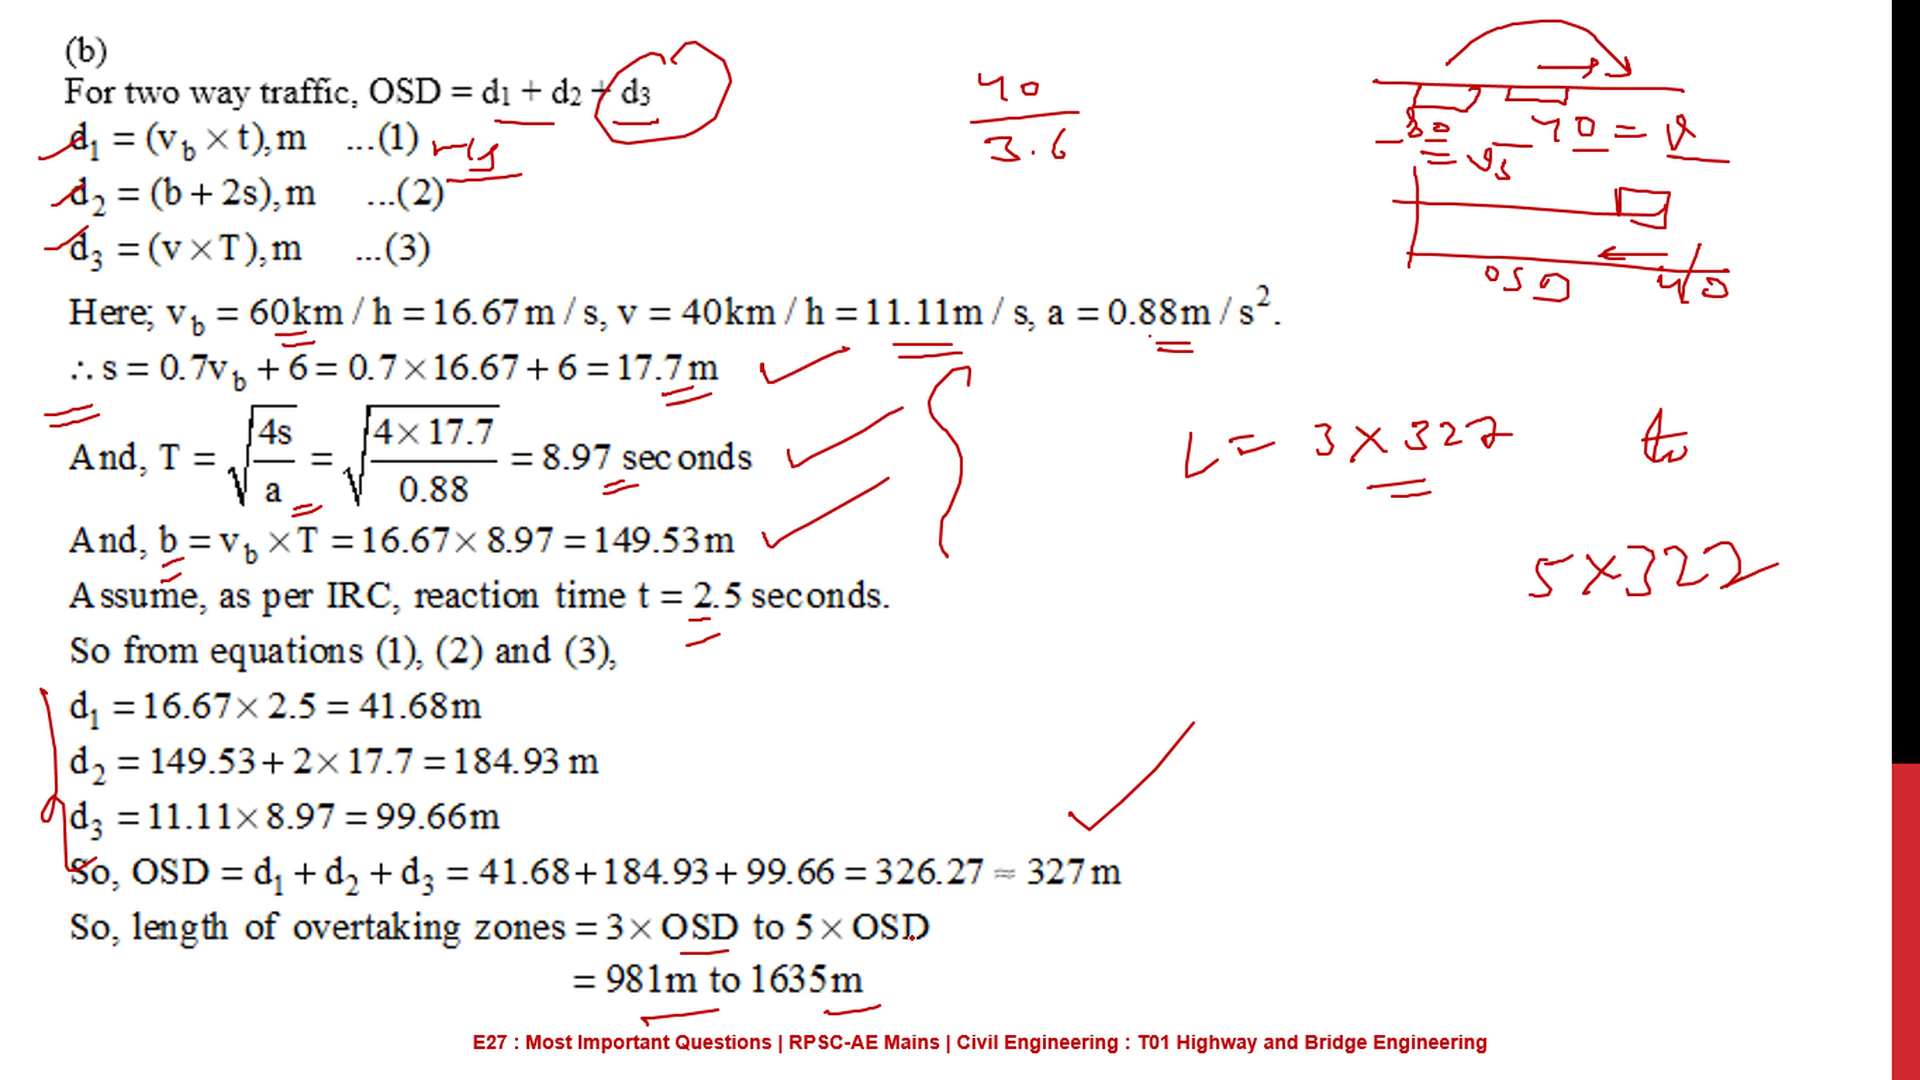 (b)
For two way traffic, OSD = d₁ + d₂ + d₃
d₁ = (v_b × t), m ...(1)
d₂ = (b + 2s), m ...(2)
d₃ = (v × T), m ...(3)
Here; v_b = 60km / h = 16.67 m / s, v = 40km / h = 11.11m / s, a = 0.88m / s².
∴ s = 0.7v_b + 6 = 0.7 × 16.67 + 6 = 17.7 m
And, T = √(4s/a) = √(4 × 17.7/0.88) = 8.97 seconds
And, b = v_b × T = 16.67 × 8.97 = 149.53 m
Assume, as per IRC, reaction time t = 2.5 seconds.
So from equations (1), (2) and (3),
d₁ = 16.67 × 2.5 = 41.68m
d₂ = 149.53 + 2 × 17.7 = 184.93 m
d₃ = 11.11 × 8.97 = 99.66m
So, OSD = d₁ + d₂ + d₃ = 41.68 + 184.93 + 99.66 = 326.27 ≈ 327 m
So, length of overtaking zones = 3 × OSD to 5 × OSD
= 981m to 1635m
40/3.6
40 = v
OSD
40
L = 3 × 327 to
5 × 322
E27 : Most Important Questions | RPSC-AE Mains | Civil Engineering : T01 Highway and Bridge Engineering